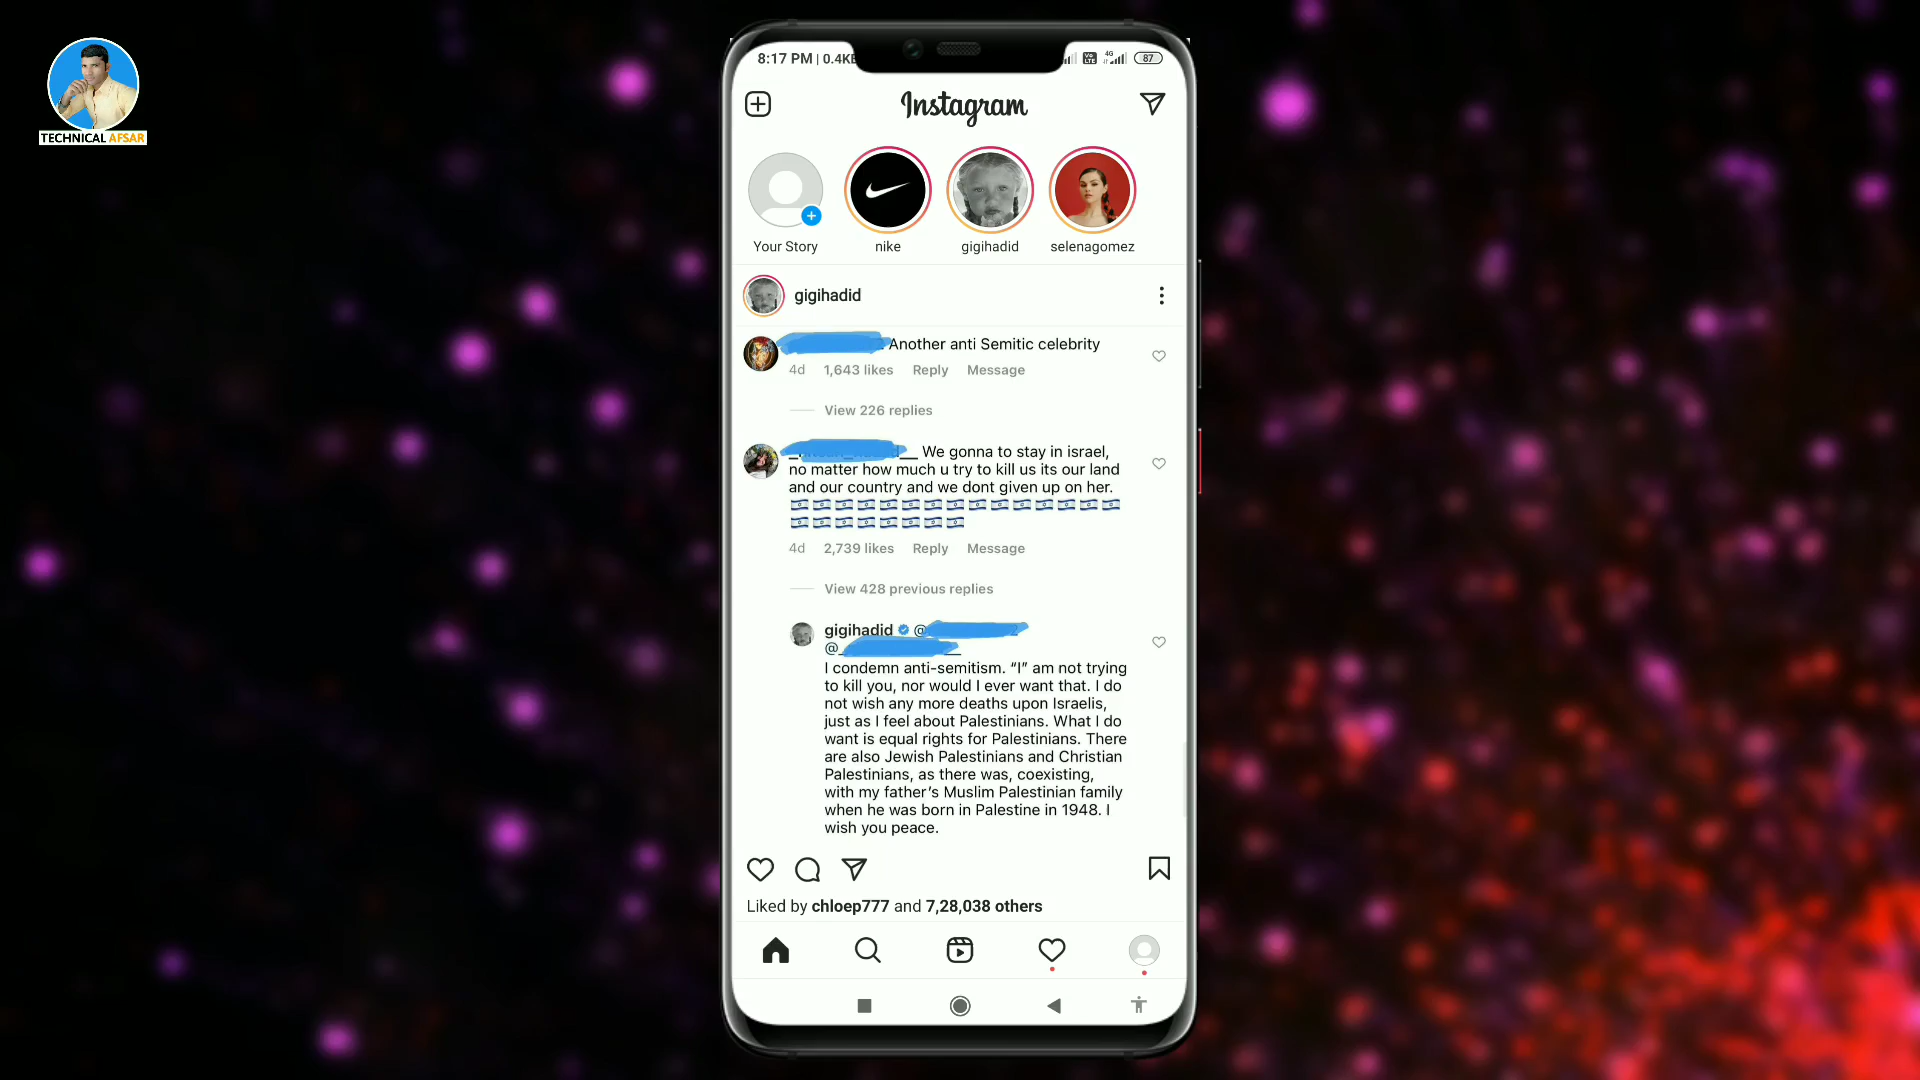 TECHNICAL AFSAR
8:17 PM | 0.4KB
4G
87
Instagram
Your Story
nike
gigihadid
selenagomez
gigihadid
Another anti Semitic celebrity
4d 1,643 likes Reply Message
View 226 replies
We gonna to stay in israel,
no matter how much u try to kill us its our land
and our country and we dont given up on her.
🇮🇱🇮🇱🇮🇱🇮🇱🇮🇱🇮🇱🇮🇱🇮🇱🇮🇱🇮🇱🇮🇱🇮🇱🇮🇱🇮🇱🇮🇱
🇮🇱🇮🇱🇮🇱🇮🇱🇮🇱🇮🇱🇮🇱🇮🇱
4d 2,739 likes Reply Message
View 428 previous replies
gigihadid @
@
I condemn anti-semitism. “I” am not trying
to kill you, nor would I ever want that. I do
not wish any more deaths upon Israelis,
just as I feel about Palestinians. What I do
want is equal rights for Palestinians. There
are also Jewish Palestinians and Christian
Palestinians, as there was, coexisting,
with my father’s Muslim Palestinian family
when he was born in Palestine in 1948. I
wish you peace.
Liked by chloep777 and 7,28,038 others